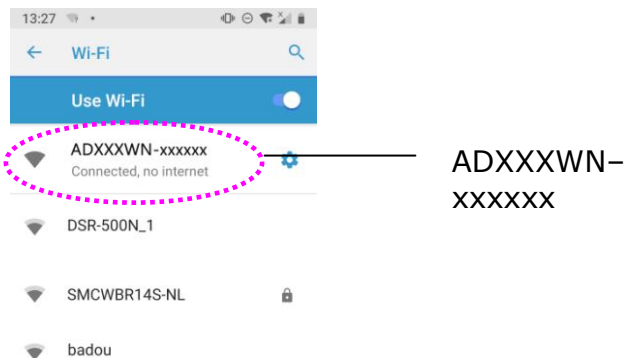 13:27
Wi-Fi
Use Wi-Fi
ADXXXWN-xxxxxx
Connected, no internet
ADXXXWN–
xxxxxx
DSR-500N_1
SMCWBR14S-NL
badou